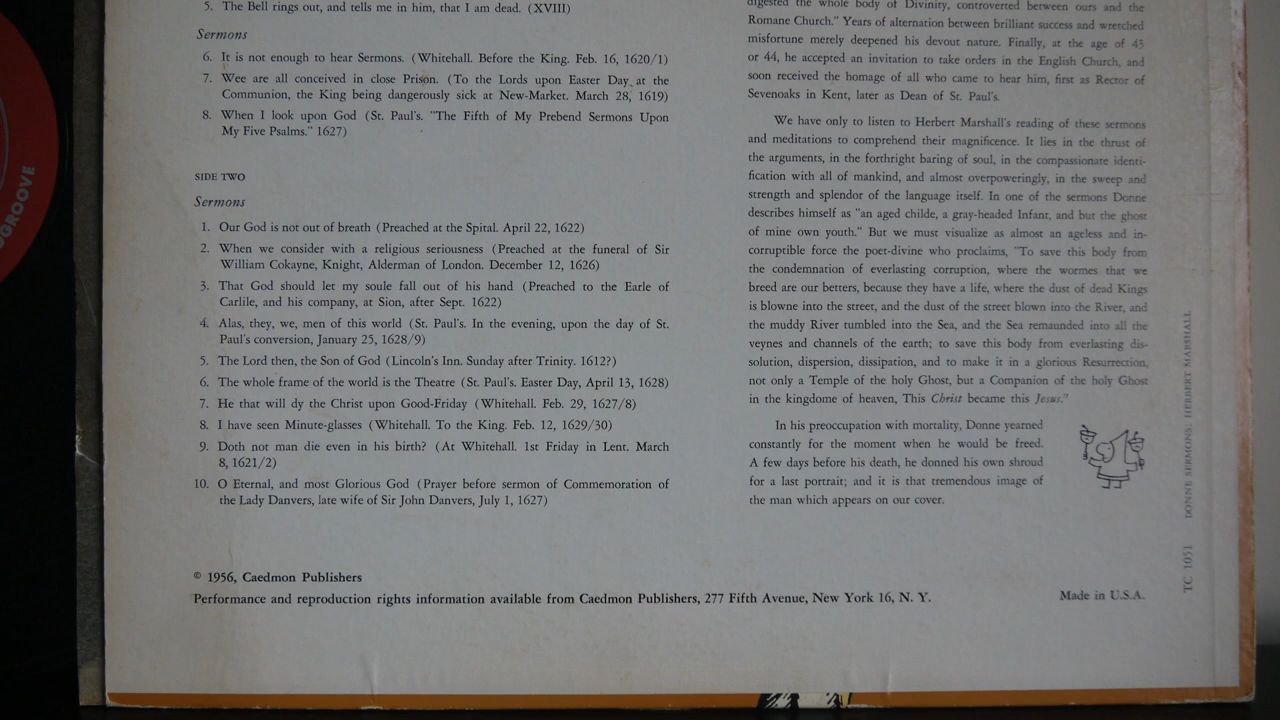 OGROOVE
5. The Bell rings out, and tells me in him, that I am dead. (XVIII)
Sermons
6. It is not enough to hear Sermons. (Whitehall. Before the King. Feb. 16, 1620/1)
7. Wee are all conceived in close Prison. (To the Lords upon Easter Day at the
Communion, the King being dangerously sick at New-Market. March 28, 1619)
8. When I look upon God (St. Paul's. "The Fifth of My Prebend Sermons Upon
My Five Psalms." 1627)
SIDE TWO
Sermons
1. Our God is not out of breath (Preached at the Spital. April 22, 1622)
2. When we consider with a religious seriousness (Preached at the funeral of Sir
William Cokayne, Knight, Alderman of London. December 12, 1626)
3. That God should let my soule fall out of his hand (Preached to the Earle of
Carlile, and his company, at Sion, after Sept. 1622)
4. Alas, they, we, men of this world (St. Paul's. In the evening, upon the day of St.
Paul's conversion, January 25, 1628/9)
5. The Lord then, the Son of God (Lincoln's Inn. Sunday after Trinity. 1612?)
6. The whole frame of the world is the Theatre (St. Paul's. Easter Day, April 13, 1628)
7. He that will dy the Christ upon Good-Friday (Whitehall. Feb. 29, 1627/8)
8. I have seen Minute-glasses (Whitehall. To the King. Feb. 12, 1629/30)
9. Doth not man die even in his birth? (At Whitehall. 1st Friday in Lent. March
8, 1621/2)
10. O Eternal, and most Glorious God (Prayer before sermon of Commemoration of
the Lady Danvers, late wife of Sir John Danvers, July 1, 1627)
digested the whole body of Divinity, controverted between ours and the
Romane Church." Years of alternation between brilliant success and wretched
misfortune merely deepened his devout nature. Finally, at the age of 43
or 44, he accepted an invitation to take orders in the English Church, and
soon received the homage of all who came to hear him, first as Rector of
Sevenoaks in Kent, later as Dean of St. Paul's.
We have only to listen to Herbert Marshall's reading of these sermons
and meditations to comprehend their magnificence. It lies in the thrust of
the arguments, in the forthright baring of soul, in the compassionate identi-
fication with all of mankind, and almost overpoweringly, in the sweep and
strength and splendor of the language itself. In one of the sermons Donne
describes himself as "an aged childe, a gray-headed Infant, and but the ghost
of mine own youth." But we must visualize as almost an ageless and in-
corruptible force the poet-divine who proclaims, "To save this body from
the condemnation of everlasting corruption, where the wormes that we
breed are our betters, because they have a life, where the dust of dead Kings
is blowne into the street, and the dust of the street blown into the River, and
the muddy River tumbled into the Sea, and the Sea remaunded into all the
veynes and channels of the earth; to save this body from everlasting dis-
solution, dispersion, dissipation, and to make it in a glorious Resurrection,
not only a Temple of the holy Ghost, but a Companion of the holy Ghost
in the kingdome of heaven, This Christ became this Jesus."
In his preoccupation with mortality, Donne yearned
constantly for the moment when he would be freed.
A few days before his death, he donned his own shroud
for a last portrait; and it is that tremendous image of
the man which appears on our cover.
© 1956, Caedmon Publishers
Performance and reproduction rights information available from Caedmon Publishers, 277 Fifth Avenue, New York 16, N. Y.
Made in U.S.A.
TC 1051 DONNE SERMONS: HERBERT MARSHALL